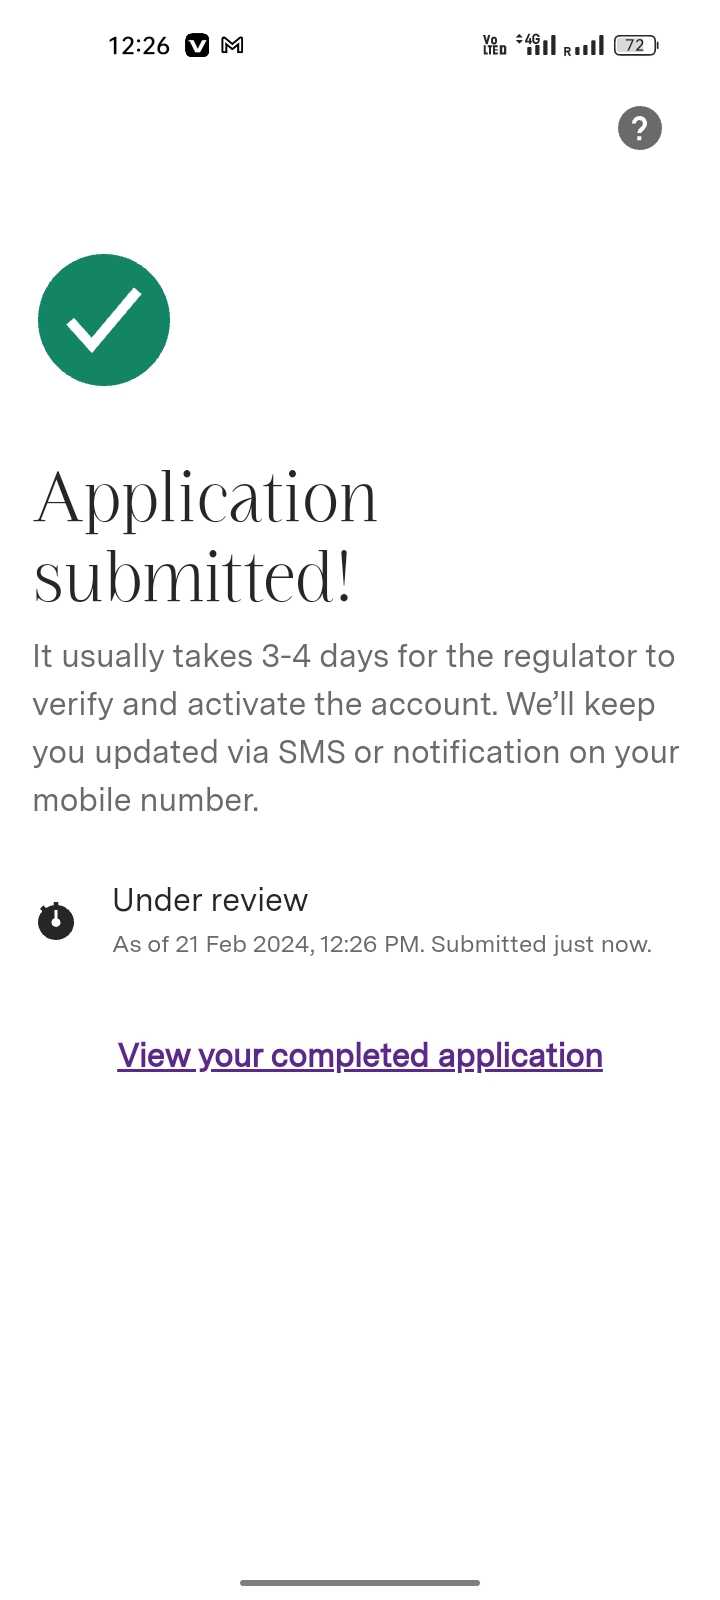 12:26
Vo LTED 4G R 72
?
Application
submitted!
It usually takes 3-4 days for the regulator to
verify and activate the account. We’ll keep
you updated via SMS or notification on your
mobile number.
Under review
As of 21 Feb 2024, 12:26 PM. Submitted just now.
View your completed application